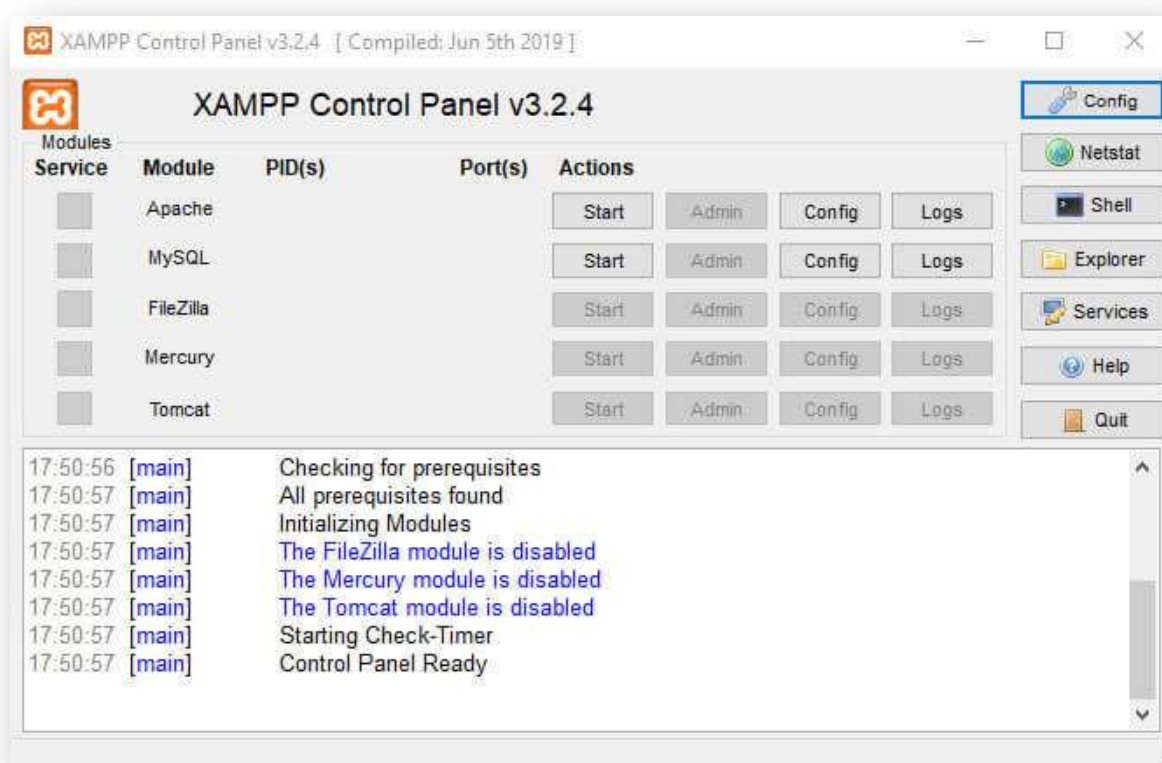 XAMPP Control Panel v3.2.4 [ Compiled: Jun 5th 2019 ]
XAMPP Control Panel v3.2.4
Config
Modules
Service Module PID(s) Port(s) Actions
Netstat
Apache Start Admin Config Logs
Shell
MySQL Start Admin Config Logs
Explorer
FileZilla Start Admin Config Logs
Services
Mercury Start Admin Config Logs
Help
Tomcat Start Admin Config Logs
Quit
17:50:56 [main] Checking for prerequisites
17:50:57 [main] All prerequisites found
17:50:57 [main] Initializing Modules
17:50:57 [main] The FileZilla module is disabled
17:50:57 [main] The Mercury module is disabled
17:50:57 [main] The Tomcat module is disabled
17:50:57 [main] Starting Check-Timer
17:50:57 [main] Control Panel Ready